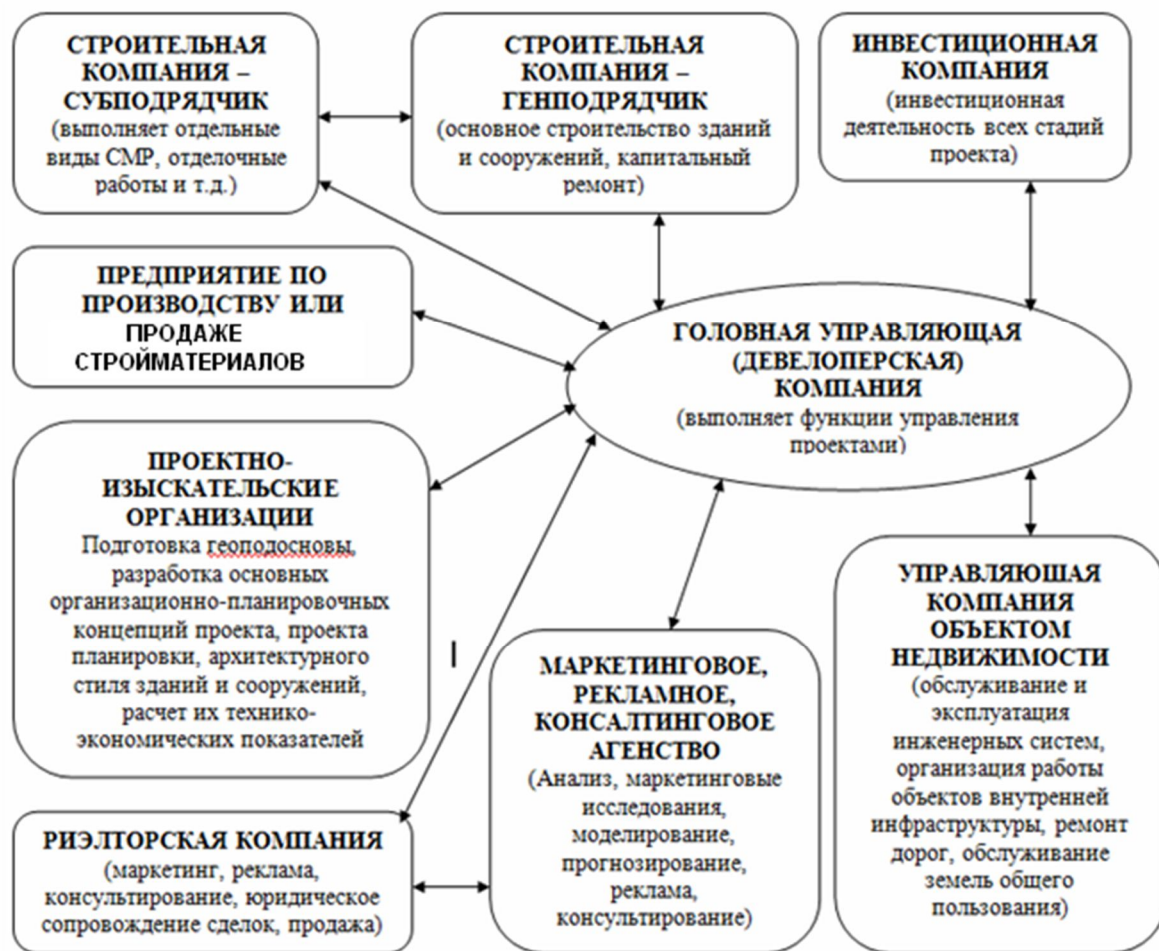 СТРОИТЕЛЬНАЯ
КОМПАНИЯ –
СУБПОДРЯДЧИК
(выполняет отдельные
виды СМР, отделочные
работы и т.д.)
СТРОИТЕЛЬНАЯ
КОМПАНИЯ –
ГЕНПОДРЯДЧИК
(основное строительство зданий
и сооружений, капитальный
ремонт)
ИНВЕСТИЦИОННАЯ
КОМПАНИЯ
(инвестиционная
деятельность всех стадий
проекта)
ПРЕДПРИЯТИЕ ПО
ПРОИЗВОДСТВУ ИЛИ
ПРОДАЖЕ
СТРОЙМАТЕРИАЛОВ
ГОЛОВНАЯ УПРАВЛЯЮЩАЯ
(ДЕВЕЛОПЕРСКАЯ)
КОМПАНИЯ
(выполняет функции управления
проектами)
ПРОЕКТНО-
ИЗЫСКАТЕЛЬСКИЕ
ОРГАНИЗАЦИИ
Подготовка геоподосновы,
разработка основных
организационно-планировочных
концепций проекта, проекта
планировки, архитектурного
стиля зданий и сооружений,
расчет их технико-
экономических показателей
I
МАРКЕТИНГОВОЕ,
РЕКЛАМНОЕ,
КОНСАЛТИНГОВОЕ
АГЕНСТВО
(Анализ, маркетинговые
исследования,
моделирование,
прогнозирование,
реклама,
консультирование)
УПРАВЛЯЮШАЯ
КОМПАНИЯ
ОБЪЕКТОМ
НЕДВИЖИМОСТИ
(обслуживание и
эксплуатация
инженерных систем,
организация работы
объектов внутренней
инфраструктуры, ремонт
дорог, обслуживание
земель общего
пользования)
РИЭЛТОРСКАЯ КОМПАНИЯ
(маркетинг, реклама,
консультирование, юридическое
сопровождение сделок, продажа)